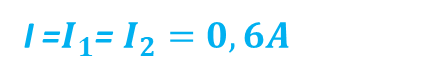 I =I₁= I₂ = 0,6A